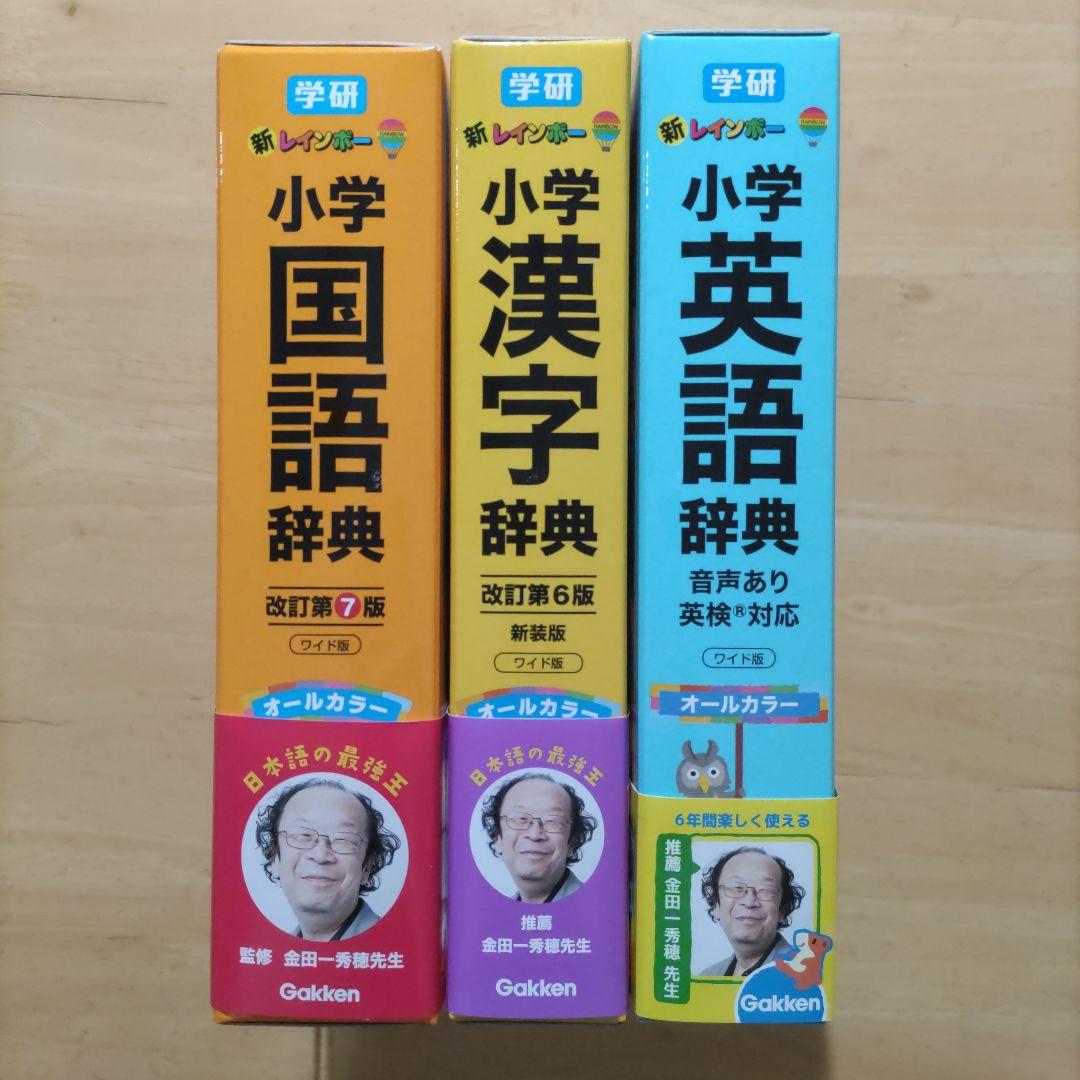 学研
新レインボー
RAINBOW
小学
国語
辞典
改訂第7版
ワイド版
オールカラー
日本語の最強王
監修 金田一秀穂先生
Gakken
学研
新レインボー
RAINBOW
小学
漢字
辞典
改訂第6版
新装版
ワイド版
オールカラー
日本語の最強王
推薦
金田一秀穂先生
Gakken
学研
新レインボー
RAINBOW
小学
英語
辞典
音声あり
英検®対応
ワイド版
オールカラー
6年間楽しく使える
推薦 金田一秀穂 先生
Gakken